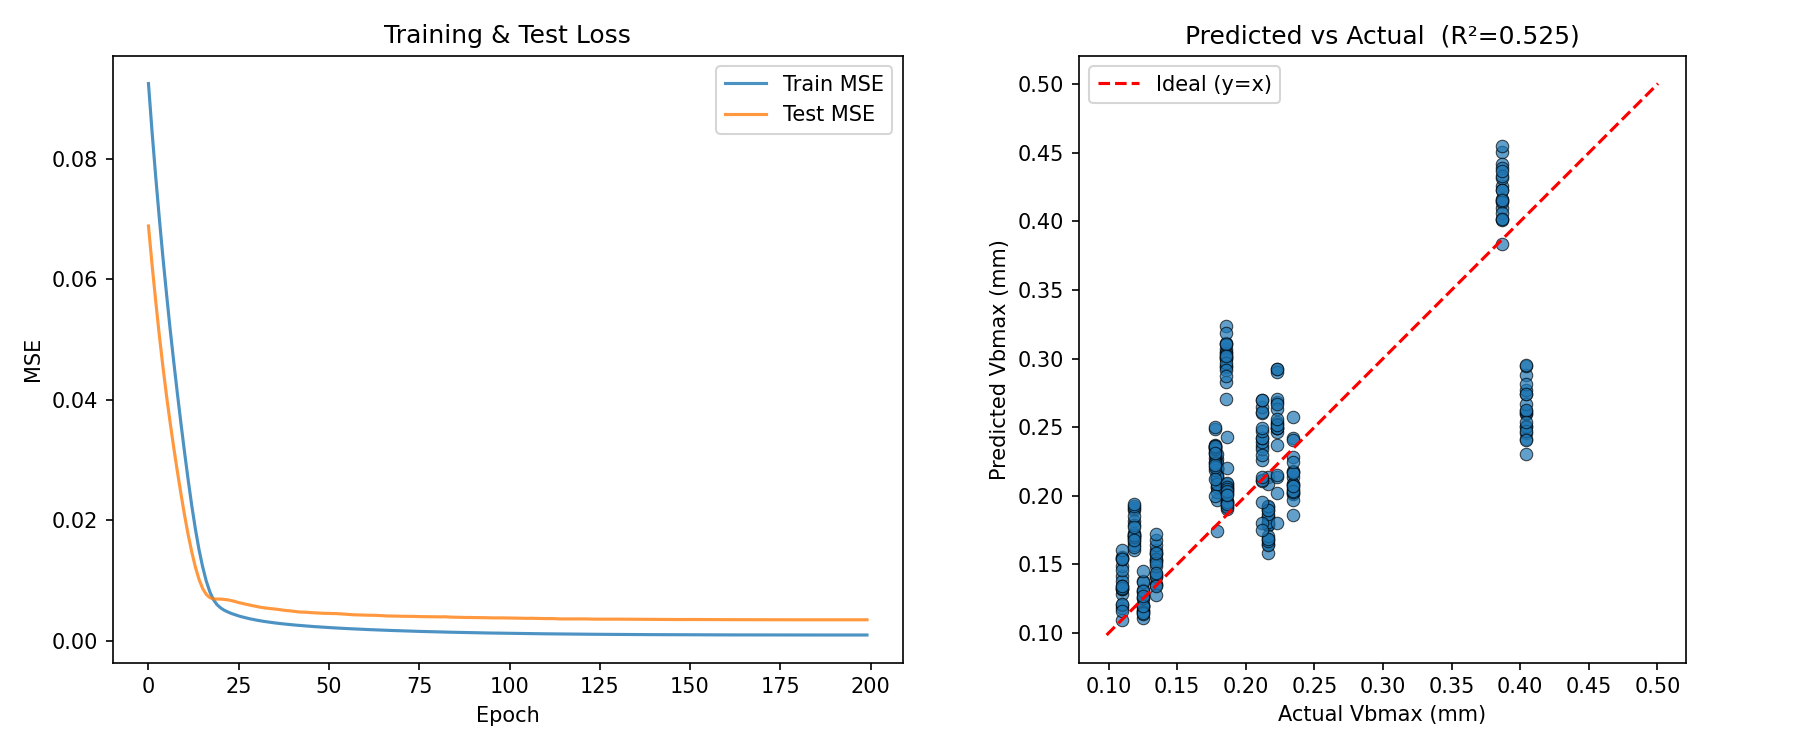 Training & Test Loss
Train MSE
Test MSE
MSE
0.08
0.06
0.04
0.02
0.00
0 25 50 75 100 125 150 175 200
Epoch
Predicted vs Actual (R²=0.525)
Ideal (y=x)
Predicted Vbmax (mm)
0.50
0.45
0.40
0.35
0.30
0.25
0.20
0.15
0.10
0.10 0.15 0.20 0.25 0.30 0.35 0.40 0.45 0.50
Actual Vbmax (mm)